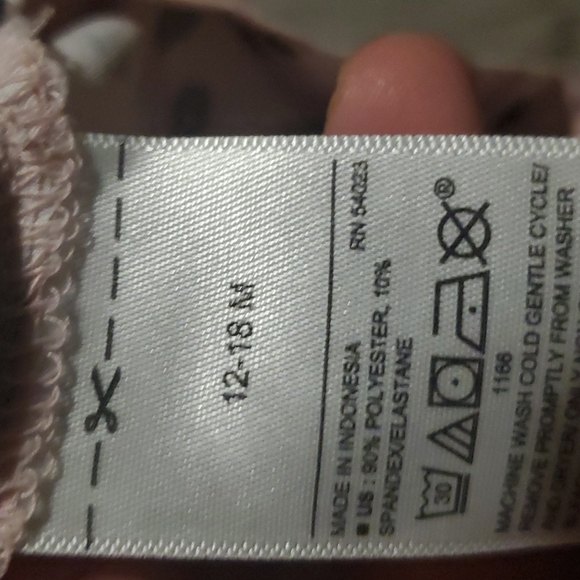 12-18 M
MADE IN INDONESIA RN 54023
US : 90% POLYESTER, 10%
SPANDEX/ELASTANE
30 ®
1166
MACHINE WASH COLD GENTLE CYCLE/
REMOVE PROMPTLY FROM WASHER